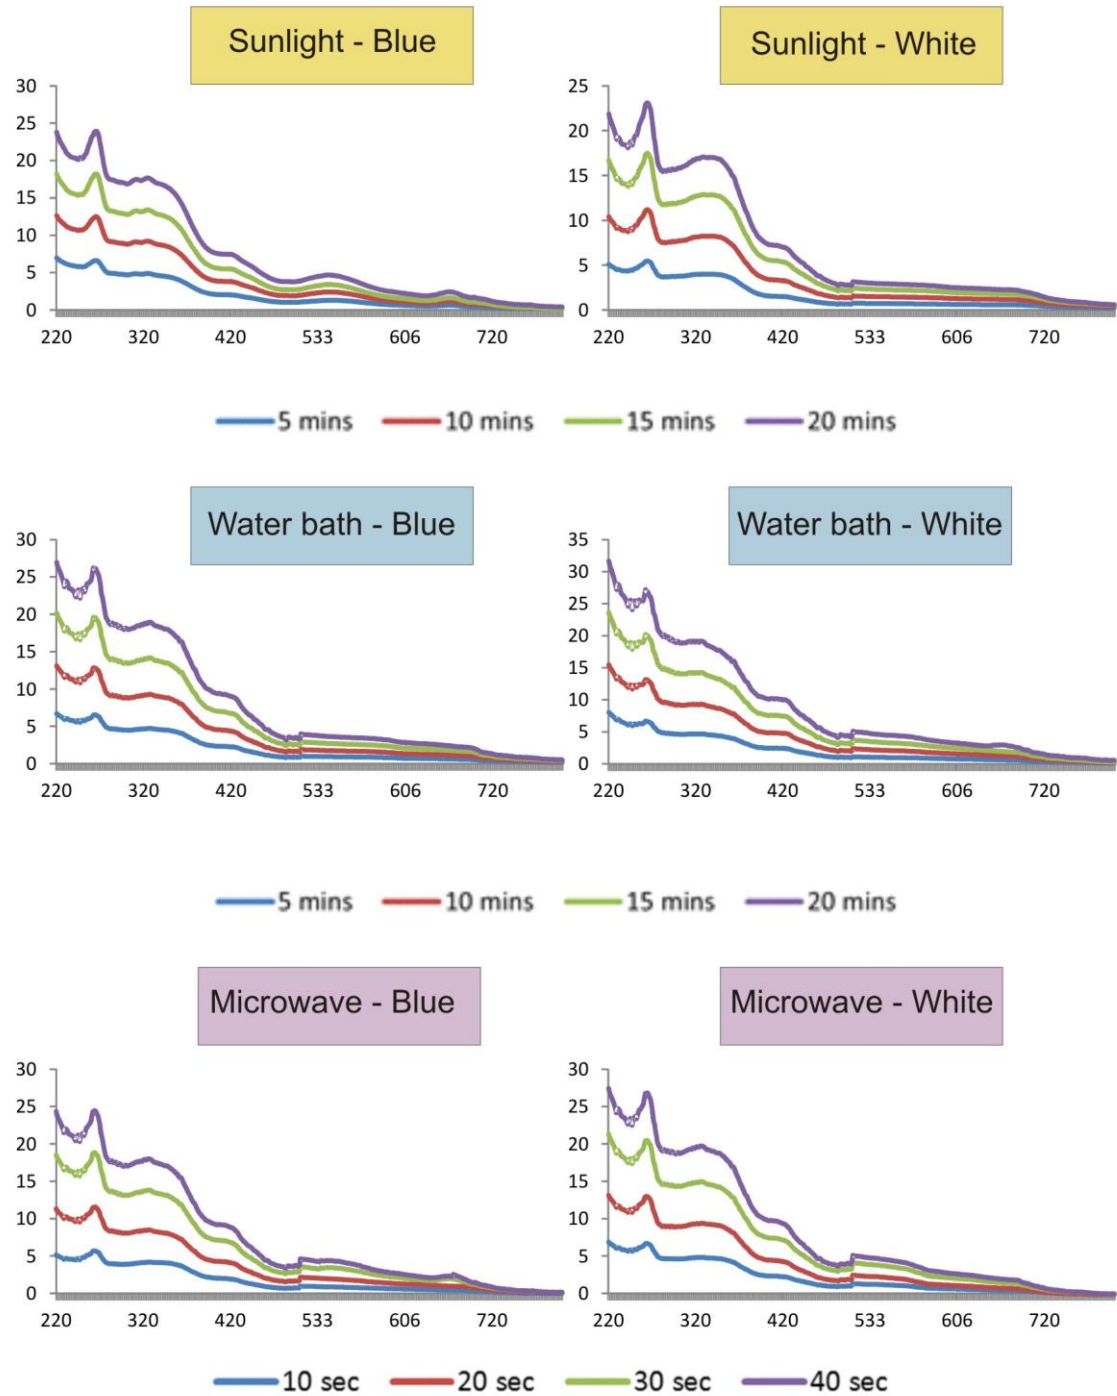 Sunlight - Blue
Sunlight - White
30
25
20
15
10
5
0
220 320 420 533 606 720
25
20
15
10
5
0
220 320 420 533 606 720
5 mins 10 mins 15 mins 20 mins
Water bath - Blue
Water bath - White
30
25
20
15
10
5
0
220 320 420 533 606 720
35
30
25
20
15
10
5
0
220 320 420 533 606 720
5 mins 10 mins 15 mins 20 mins
Microwave - Blue
Microwave - White
30
25
20
15
10
5
0
220 320 420 533 606 720
30
25
20
15
10
5
0
220 320 420 533 606 720
10 sec 20 sec 30 sec 40 sec